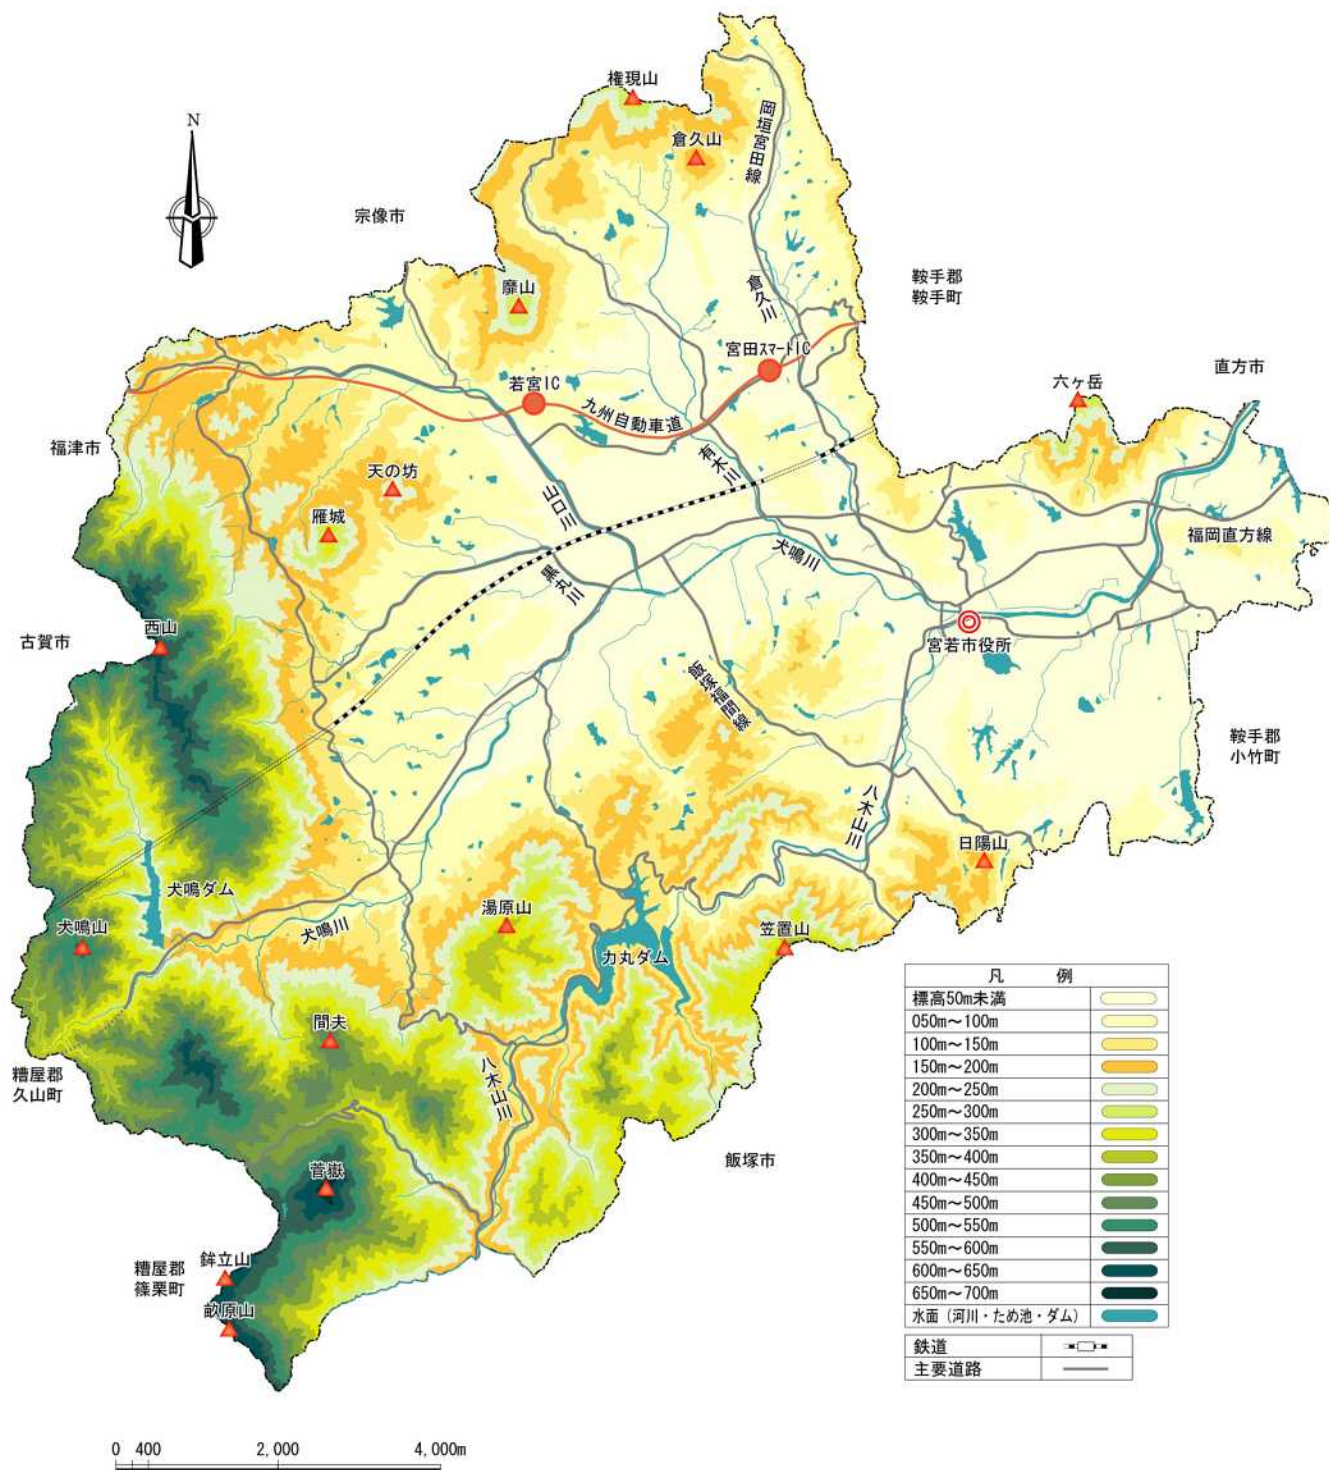 権現山
岡垣宮田線
倉久山
N
宗像市
鞍手郡
鞍手町
倉久川
靡山
宮田ｽﾏｰﾄIC
直方市
六ヶ岳
若宮IC
九州自動車道
福津市
天の坊
有木川
山口川
雁城
福岡直方線
犬鳴川
黒丸川
古賀市
西山
宮若市役所
飯塚福間線
鞍手郡
小竹町
八木山川
日陽山
犬鳴ダム
湯原山
犬鳴山
犬鳴川
笠置山
力丸ダム
間夫
糟屋郡
久山町
八木山川
飯塚市
菅嶽
鉾立山
糟屋郡
篠栗町
畝原山
凡 例
標高50m未満
050m～100m
100m～150m
150m～200m
200m～250m
250m～300m
300m～350m
350m～400m
400m～450m
450m～500m
500m～550m
550m～600m
600m～650m
650m～700m
水面（河川・ため池・ダム）
鉄道
主要道路
0 400 2,000 4,000m